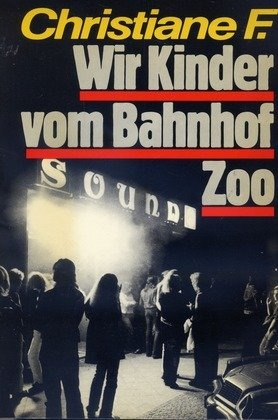 Christiane F.
Wir Kinder
vom Bahnhof
Zoo
SOUND